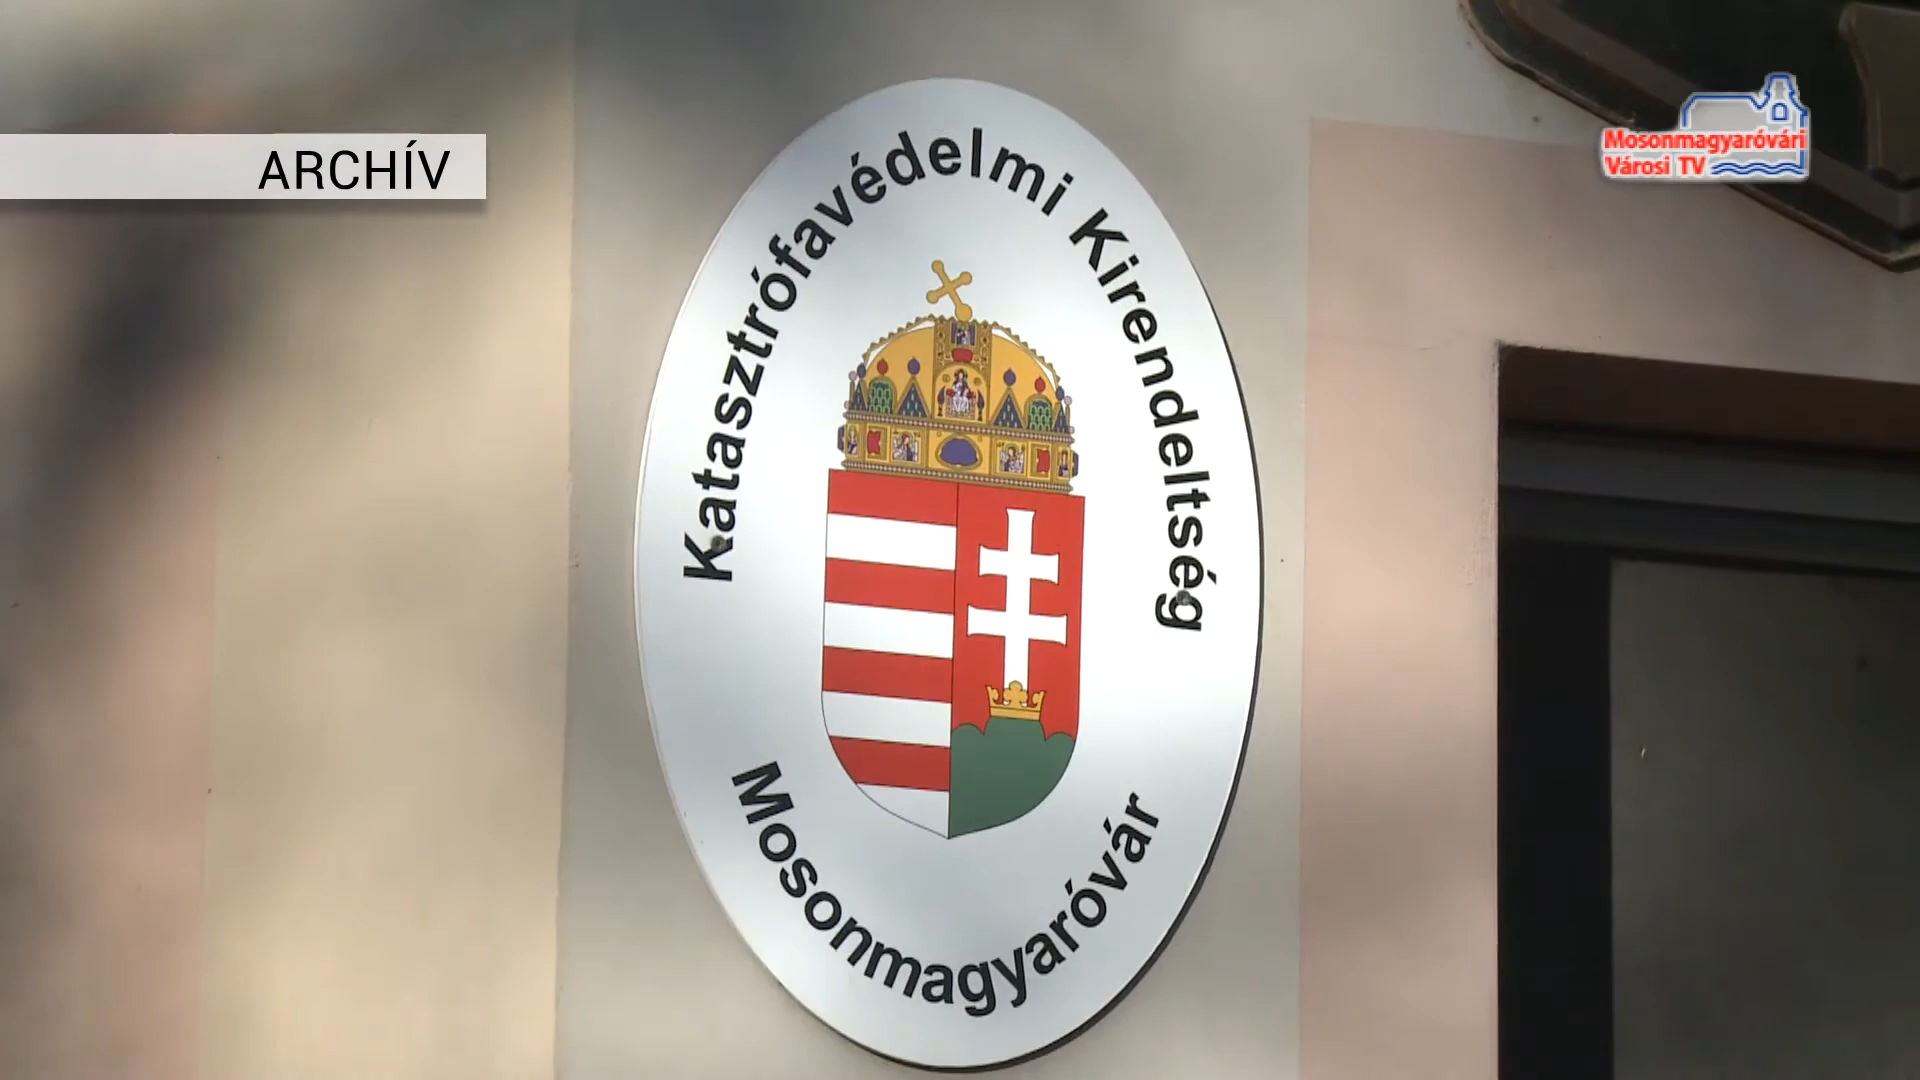 ARCHÍV
Mosonmagyaróvári
Városi TV
Katasztrófavédelmi Kirendeltség
Mosonmagyaróvár